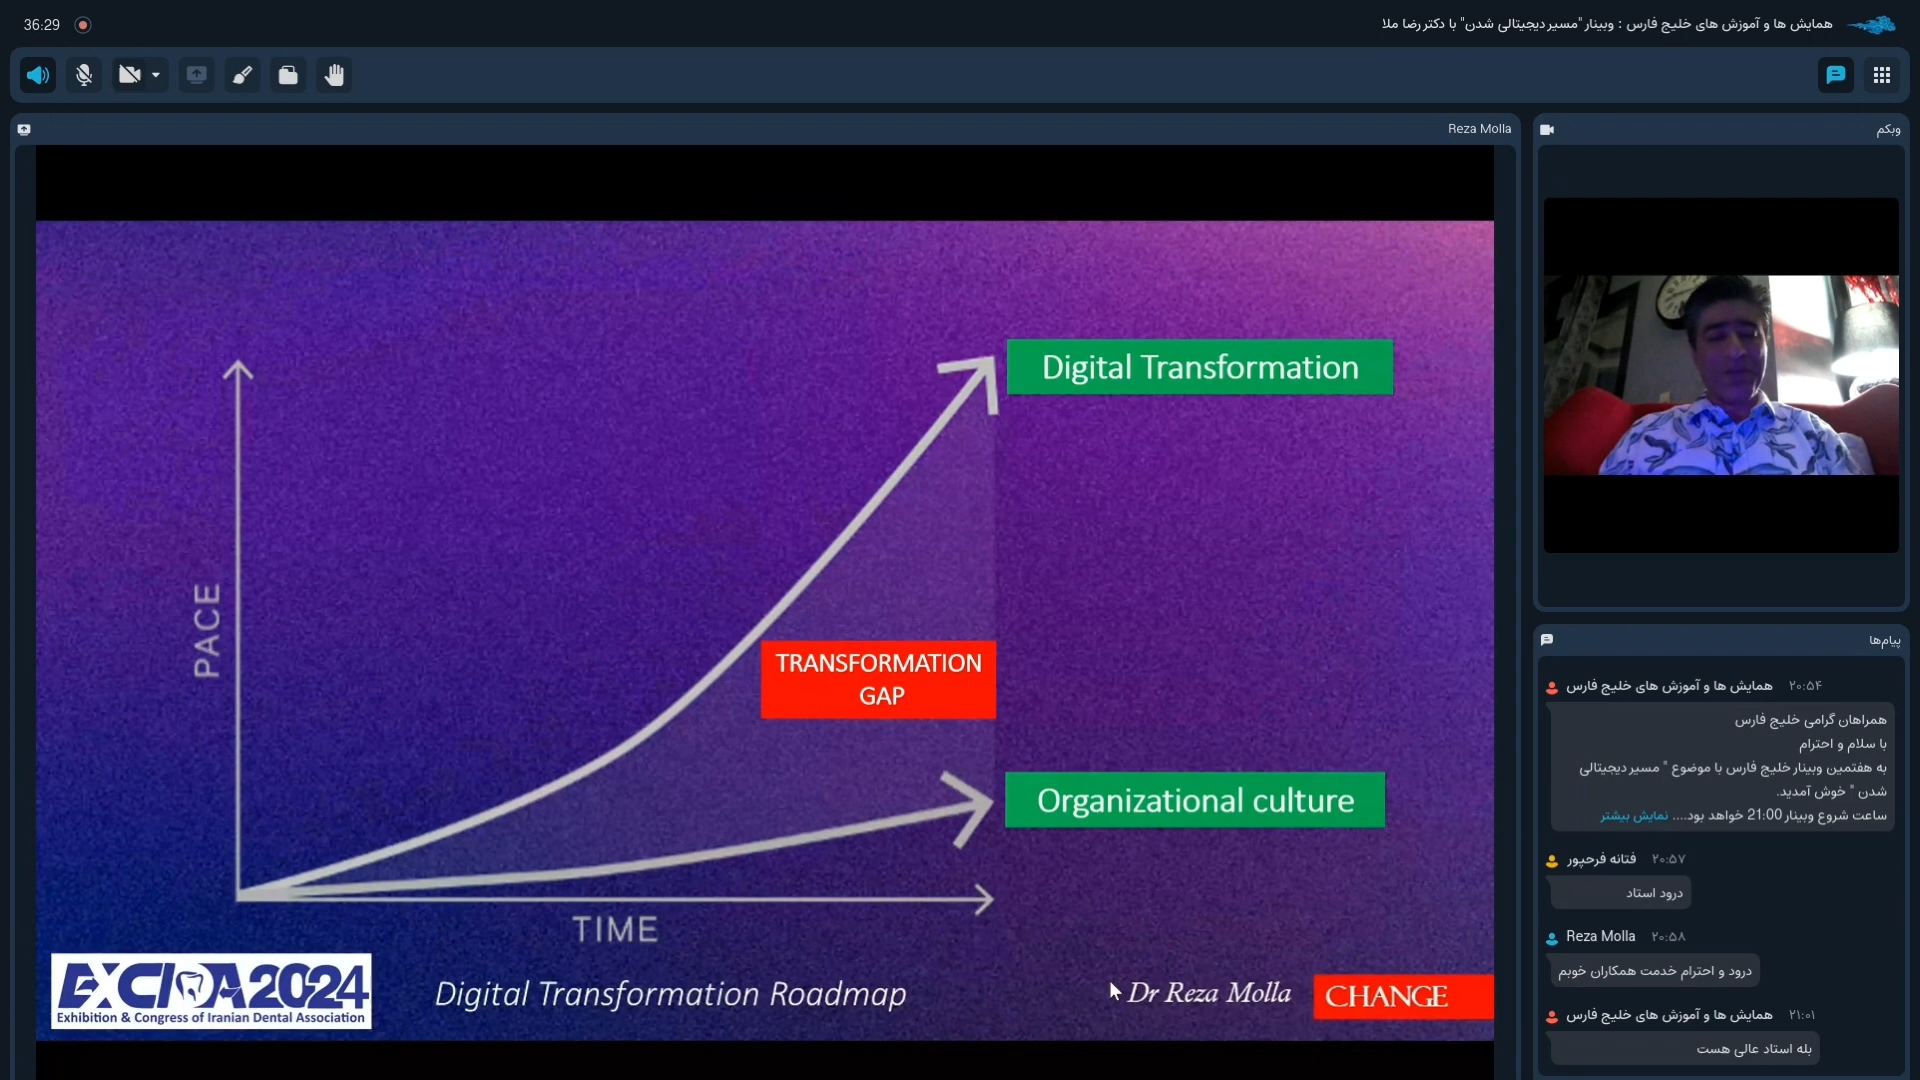 36:29
همایش ها و آموزش های خلیج فارس : وبینار "مسیر دیجیتالی شدن" با دکتر رضا ملا
Reza Molla
Digital Transformation
PACE
TRANSFORMATION
GAP
Organizational culture
TIME
EXCIDA2024
Exhibition & Congress of Iranian Dental Association
Digital Transformation Roadmap
Dr Reza Molla
CHANGE
وبکم
پیام‌ها
همایش ها و آموزش های خلیج فارس ۲۰:۵۴
همراهان گرامی خلیج فارس
با سلام و احترام
به هفتمین وبینار خلیج فارس با موضوع " مسیر دیجیتالی
شدن " خوش آمدید.
ساعت شروع وبینار 21:00 خواهد بود.... نمایش بیشتر
فتانه فرحپور ۲۰:۵۷
درود استاد
Reza Molla ۲۰:۵۸
درود و احترام خدمت همکاران خوبم
همایش ها و آموزش های خلیج فارس ۲۱:۰۱
بله استاد عالی هست